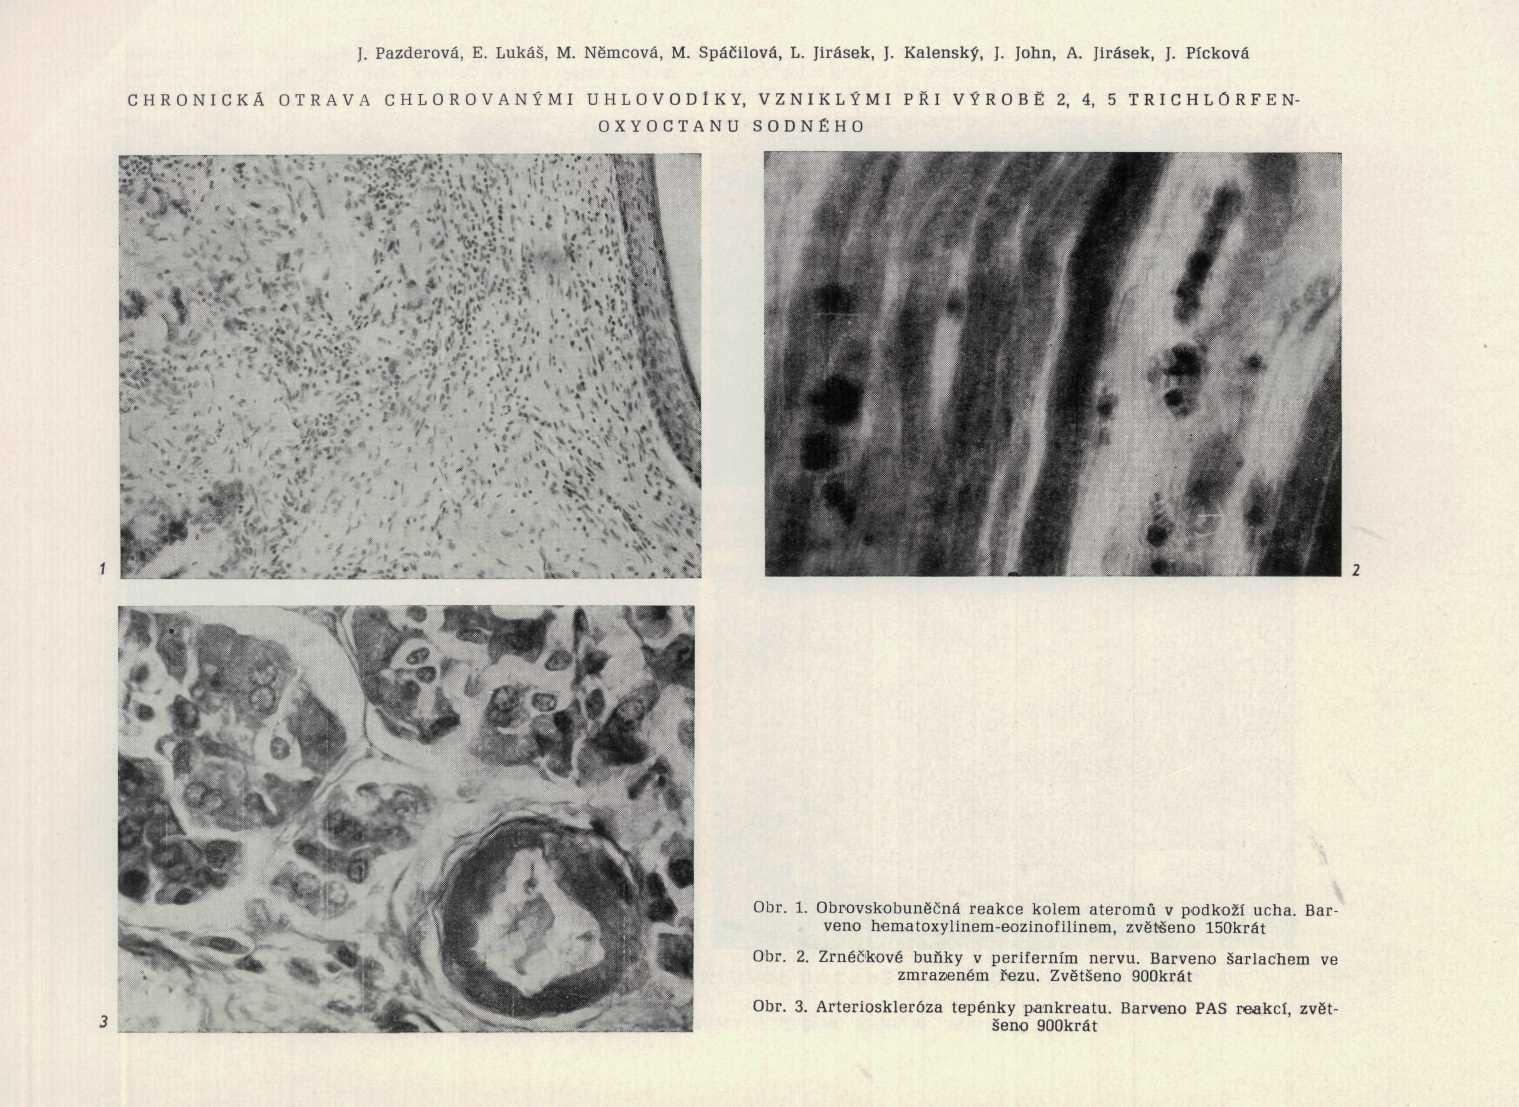 J. Pazderová, E. Lukáš, M. Němcová, M. Spáčilová, L. Jirásek, J. Kalenský, J. John, A. Jirásek, J. Pícková
CHRONICKÁ OTRAVA CHLOROVANÝMI UHLOVODÍKY, VZNIKLÝMI PŘI VÝROBĚ 2, 4, 5 TRICHLÓRFEN-
OXYOCTANU SODNÉHO
1
2
3
Obr. 1. Obrovskobuněčná reakce kolem ateromů v podkoží ucha. Bar-
veno hematoxylinem-eozinofilinem, zvětšeno 150krát
Obr. 2. Zrnéčkové buňky v periferním nervu. Barveno šarlachem ve
zmrazeném řezu. Zvětšeno 900krát
Obr. 3. Arterioskleróza tepénky pankreatu. Barveno PAS reakcí, zvět-
šeno 900krát